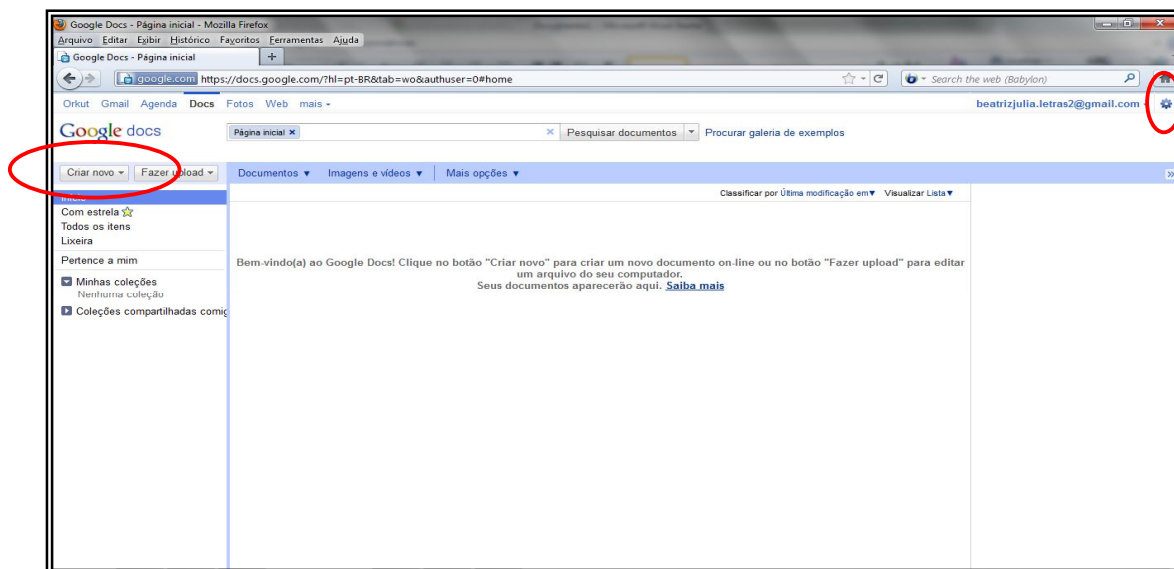 Google Docs - Página inicial - Mozilla Firefox
Arquivo Editar Exibir Histórico Favoritos Ferramentas Ajuda
Google Docs - Página inicial +
google.com https://docs.google.com/?hl=pt-BR&tab=wo&authuser=0#home Search the web (Babylon)
Orkut Gmail Agenda Docs Fotos Web mais beatrizjulia.letras2@gmail.com
Google docs Página inicial × × Pesquisar documentos Procurar galeria de exemplos
Criar novo Fazer upload Documentos Imagens e vídeos Mais opções »
Início Classificar por Última modificação em Visualizar Lista
Com estrela
Todos os itens
Lixeira
Pertence a mim
Bem-vindo(a) ao Google Docs! Clique no botão "Criar novo" para criar um novo documento on-line ou no botão "Fazer upload" para editar
um arquivo do seu computador.
Seus documentos aparecerão aqui. Saiba mais
Minhas coleções
Nenhuma coleção
Coleções compartilhadas comig